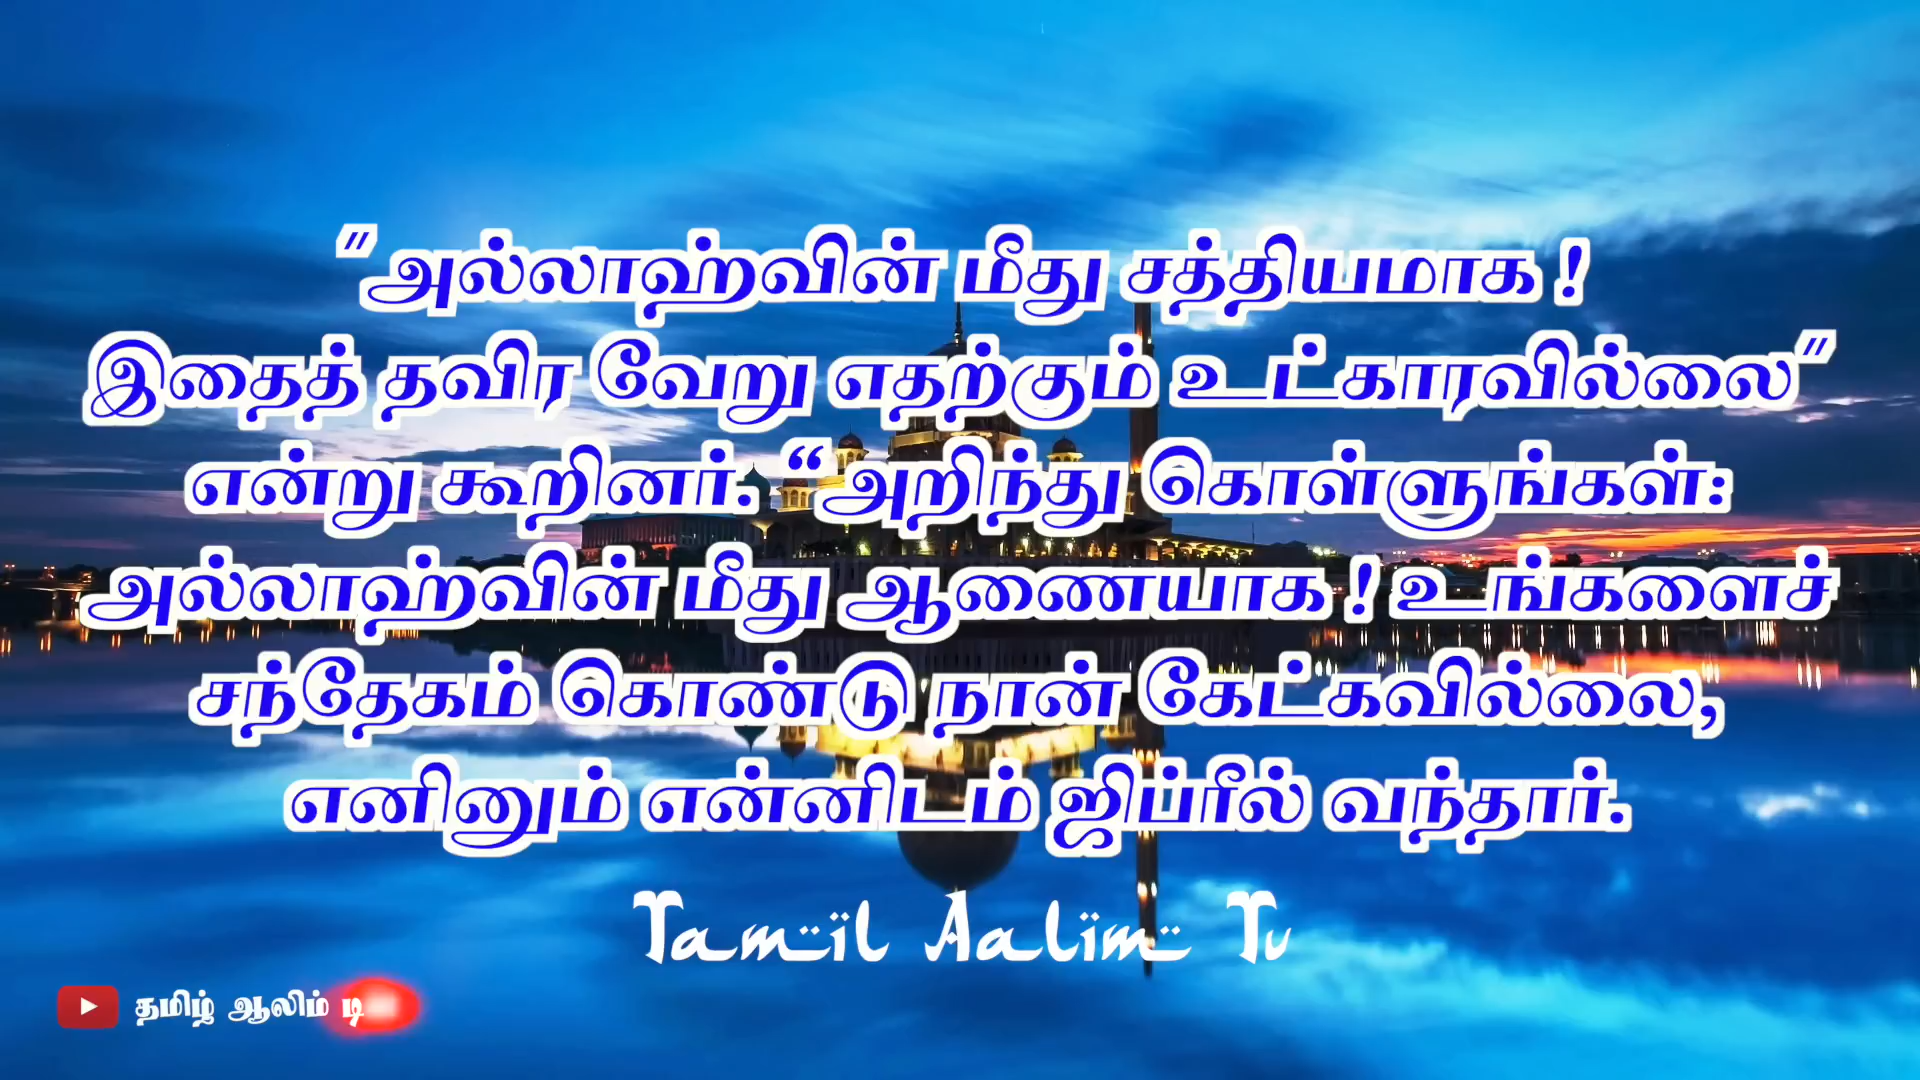 "அல்லாஹ்வின் மீது சத்தியமாக !
இதைத் தவிர வேறு எதற்கும் உட்காரவில்லை"
என்று கூறினர். “அறிந்து கொள்ளுங்கள்:
அல்லாஹ்வின் மீது ஆணையாக ! உங்களைச்
சந்தேகம் கொண்டு நான் கேட்கவில்லை,
எனினும் என்னிடம் ஜிப்ரீல் வந்தார்.
Tamil Aalim Tv
தமிழ் ஆலிம் டி